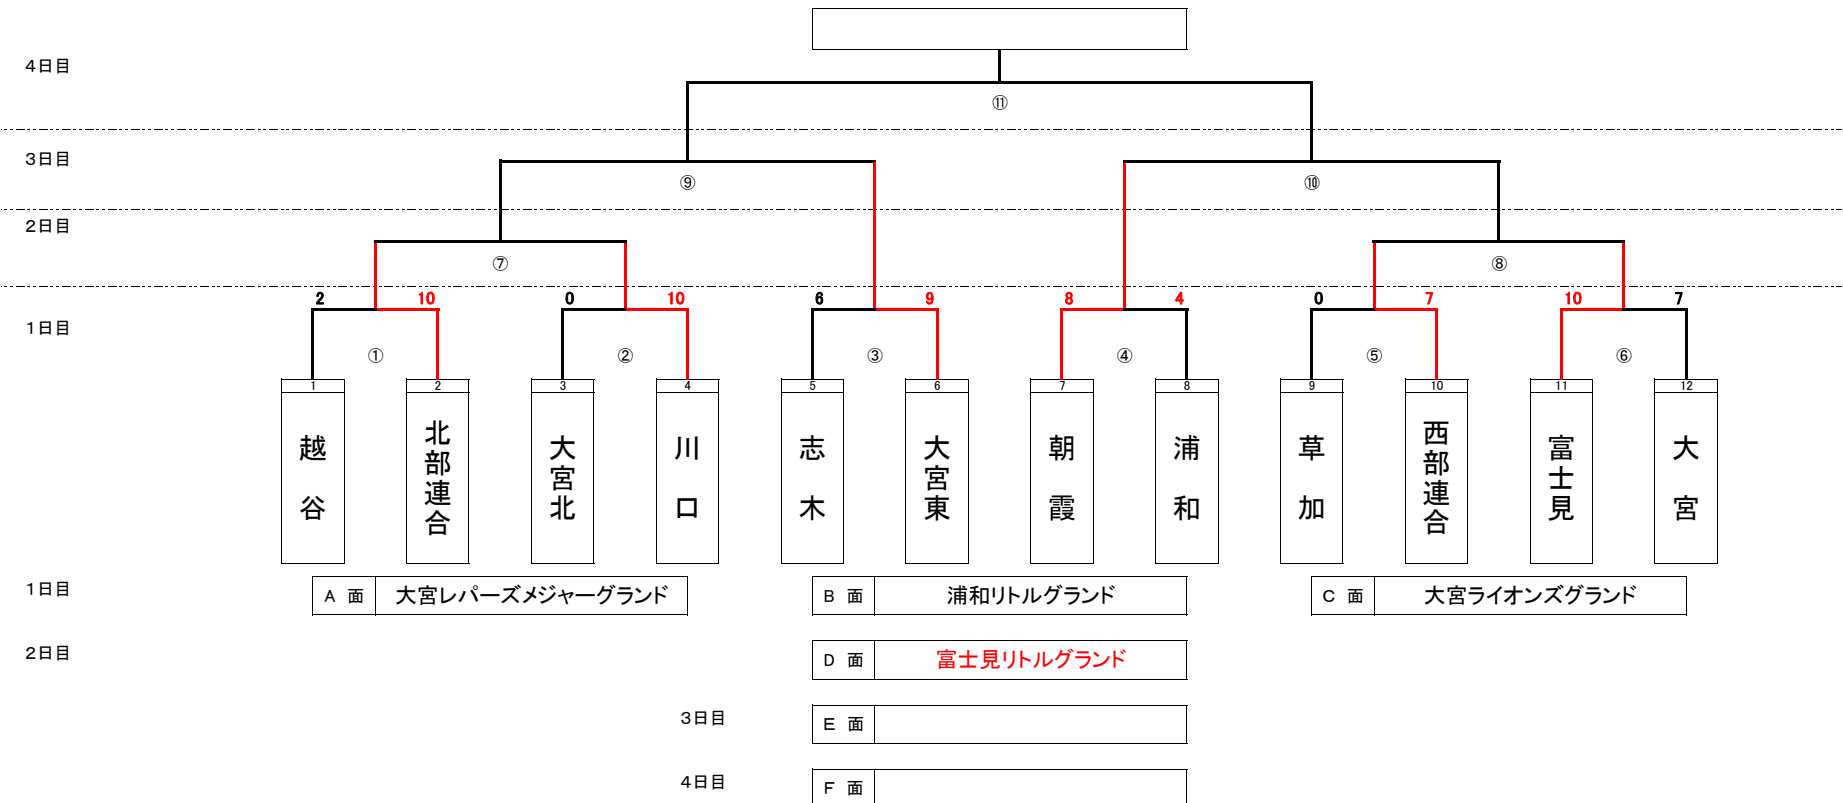 4日目
⑪
3日目
⑨ ⑩
2日目
⑦ ⑧
2 10 0 10 6 9 8 4 0 7 10 7
1日目
① ② ③ ④ ⑤ ⑥
1 2 3 4 5 6 7 8 9 10 11 12
越谷 北部連合 大宮北 川口 志木 大宮東 朝霞 浦和 草加 西部連合 富士見 大宮
1日目 A 面 大宮レパーズメジャーグランド B 面 浦和リトルグランド C 面 大宮ライオンズグランド
2日目 D 面 富士見リトルグランド
3日目 E 面
4日目 F 面